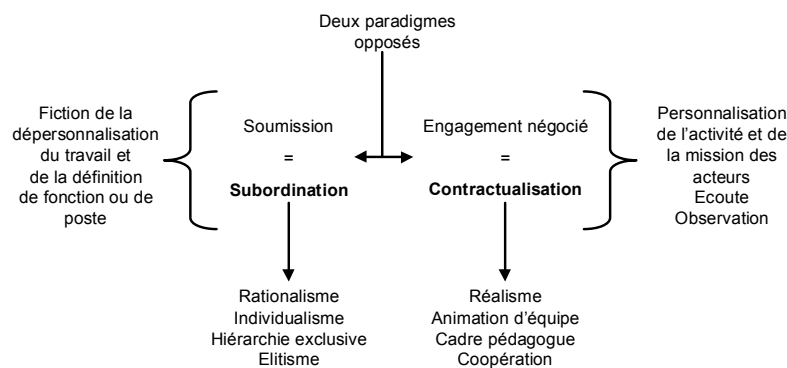 Deux paradigmes
opposés
Fiction de la
dépersonnalisation
du travail et
de la définition
de fonction ou de
poste
Soumission
=
Subordination
Engagement négocié
=
Contractualisation
Personnalisation
de l'activité et de
la mission des
acteurs
Ecoute
Observation
Rationalisme
Individualisme
Hiérarchie exclusive
Elitisme
Réalisme
Animation d'équipe
Cadre pédagogue
Coopération